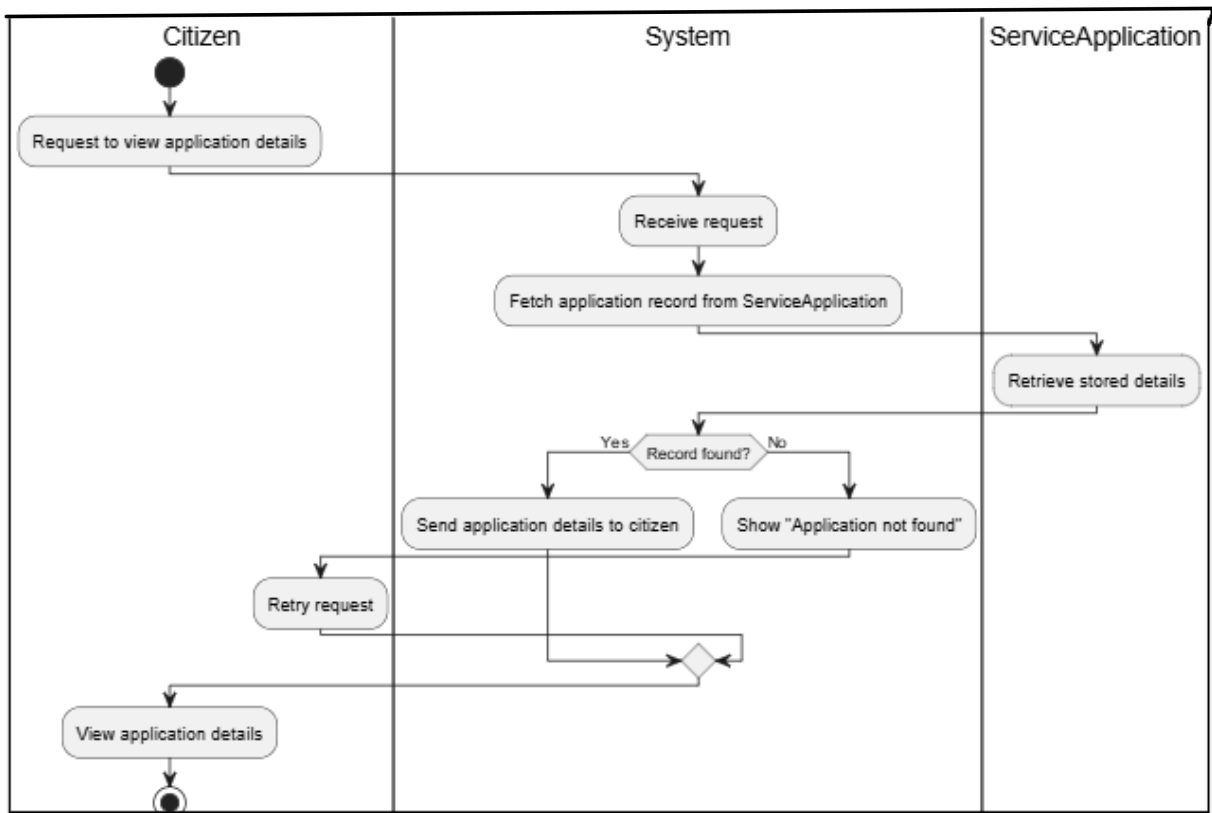 Citizen
System
ServiceApplication
Request to view application details
Receive request
Fetch application record from ServiceApplication
Retrieve stored details
Yes
Record found?
No
Send application details to citizen
Show "Application not found"
Retry request
View application details